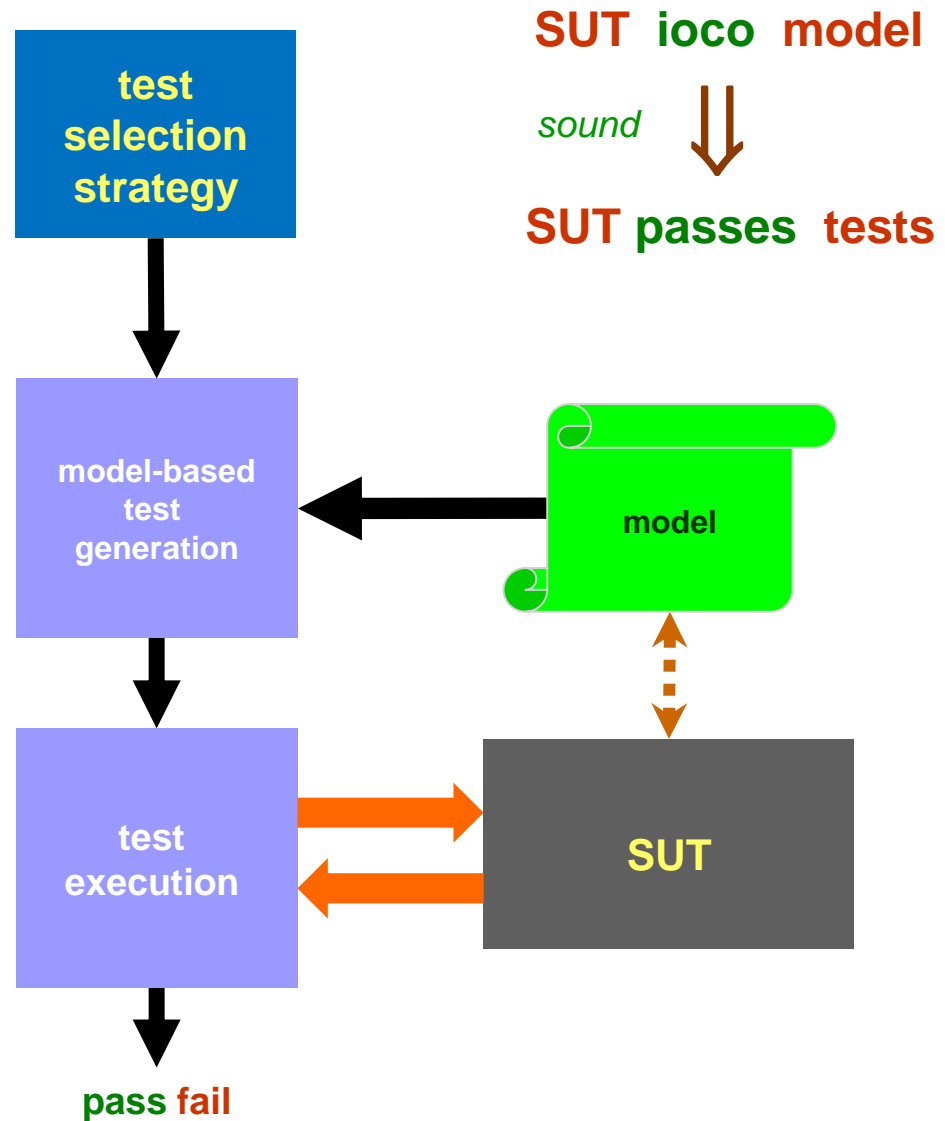 SUT ioco model
sound
SUT passes tests
test
selection
strategy
model-based
test
generation
model
test
execution
SUT
pass fail